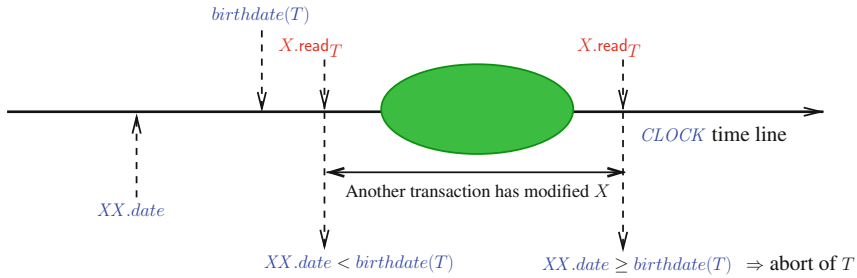 birthdate(T)
X.read_T X.read_T
CLOCK time line
Another transaction has modified X
XX.date
XX.date < birthdate(T) XX.date ≥ birthdate(T) ⇒ abort of T